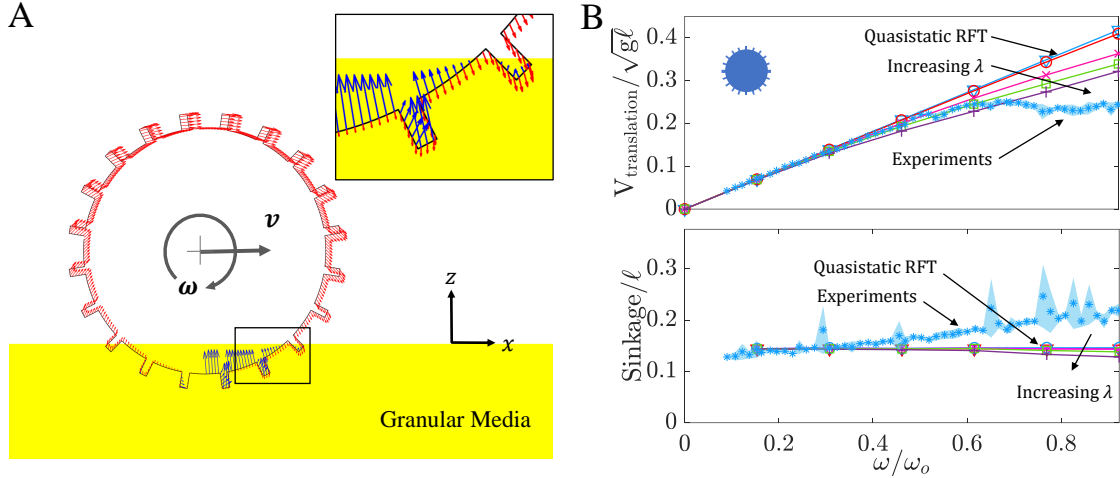 A
v
ω
z
x
Granular Media
B
V_translation/√gℓ
0.4
0.3
0.2
0.1
0
Quasistatic RFT
Increasing λ
Experiments
Sinkage/ℓ
0.3
0.2
0.1
0
Quasistatic RFT
Experiments
Increasing λ
0 0.2 0.4 0.6 0.8
ω/ω_o